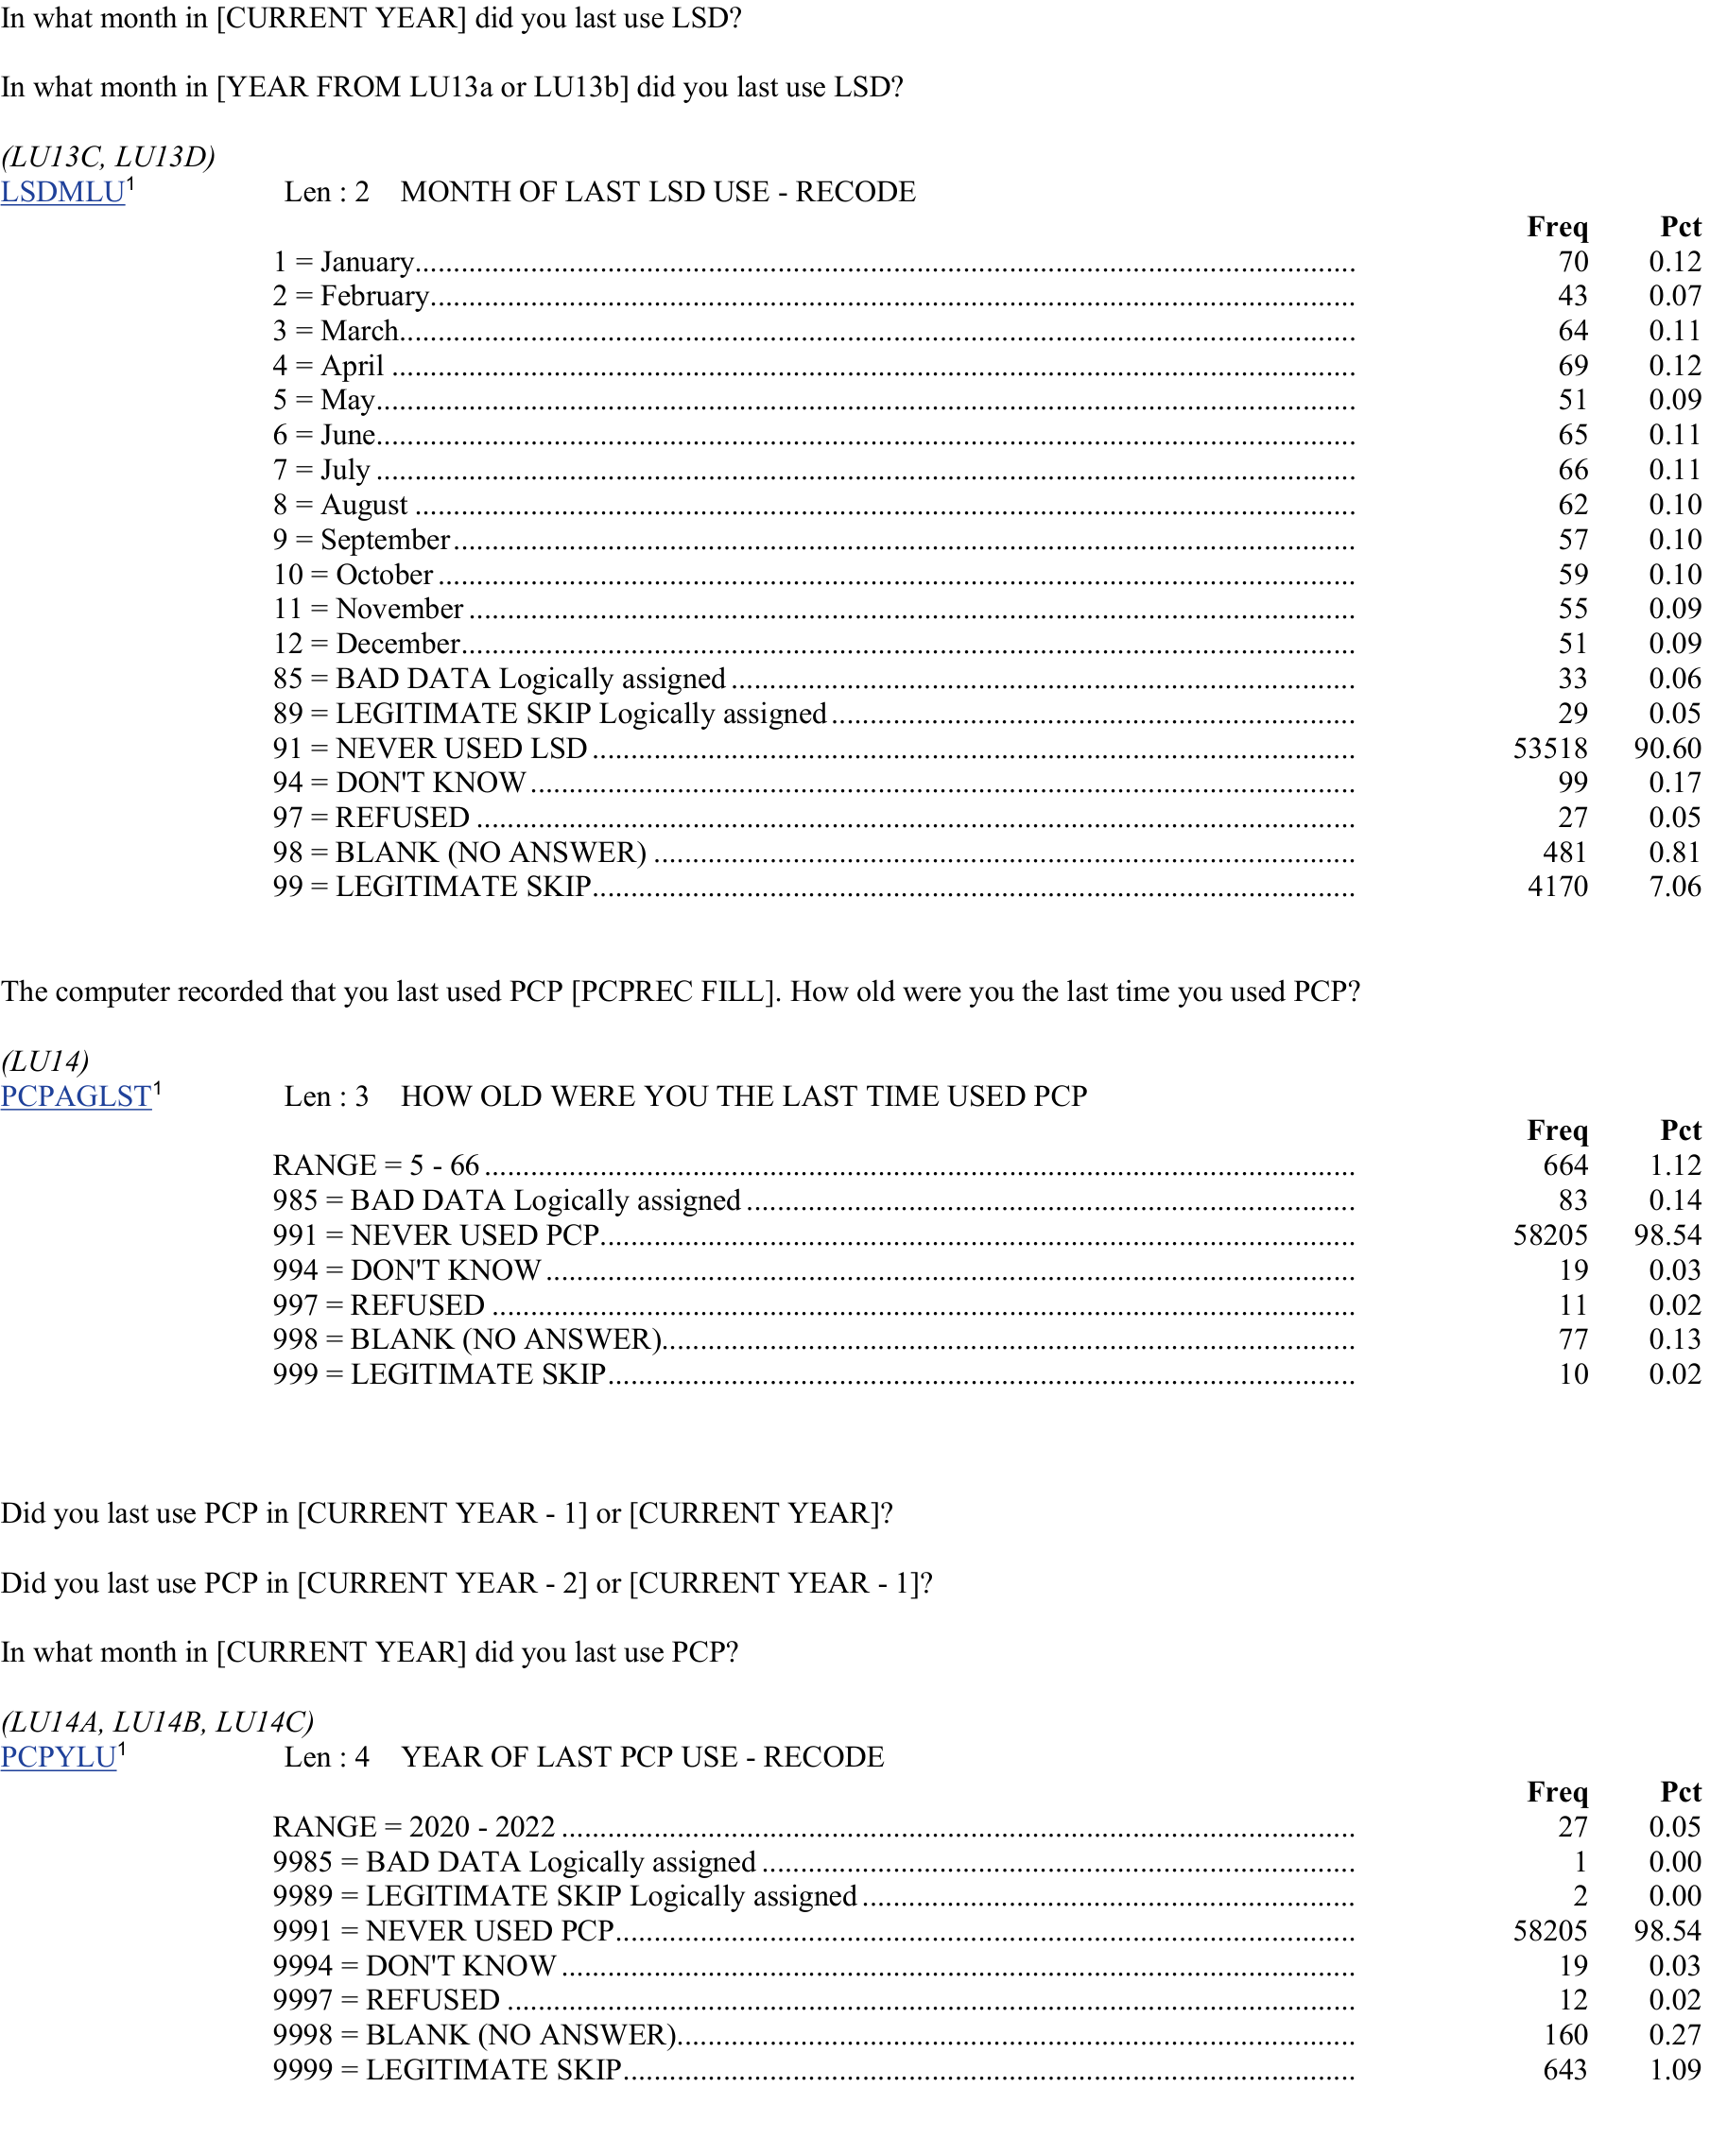 In what month in [CURRENT YEAR] did you last use LSD?
In what month in [YEAR FROM LU13a or LU13b] did you last use LSD?
(LU13C, LU13D)
LSDMLU¹ Len : 2 MONTH OF LAST LSD USE - RECODE
Freq Pct
1 = January 70 0.12
2 = February 43 0.07
3 = March 64 0.11
4 = April 69 0.12
5 = May 51 0.09
6 = June 65 0.11
7 = July 66 0.11
8 = August 62 0.10
9 = September 57 0.10
10 = October 59 0.10
11 = November 55 0.09
12 = December 51 0.09
85 = BAD DATA Logically assigned 33 0.06
89 = LEGITIMATE SKIP Logically assigned 29 0.05
91 = NEVER USED LSD 53518 90.60
94 = DON'T KNOW 99 0.17
97 = REFUSED 27 0.05
98 = BLANK (NO ANSWER) 481 0.81
99 = LEGITIMATE SKIP 4170 7.06
The computer recorded that you last used PCP [PCPREC FILL]. How old were you the last time you used PCP?
(LU14)
PCPAGLST¹ Len : 3 HOW OLD WERE YOU THE LAST TIME USED PCP
Freq Pct
RANGE = 5 - 66 664 1.12
985 = BAD DATA Logically assigned 83 0.14
991 = NEVER USED PCP 58205 98.54
994 = DON'T KNOW 19 0.03
997 = REFUSED 11 0.02
998 = BLANK (NO ANSWER) 77 0.13
999 = LEGITIMATE SKIP 10 0.02
Did you last use PCP in [CURRENT YEAR - 1] or [CURRENT YEAR]?
Did you last use PCP in [CURRENT YEAR - 2] or [CURRENT YEAR - 1]?
In what month in [CURRENT YEAR] did you last use PCP?
(LU14A, LU14B, LU14C)
PCPYLU¹ Len : 4 YEAR OF LAST PCP USE - RECODE
Freq Pct
RANGE = 2020 - 2022 27 0.05
9985 = BAD DATA Logically assigned 1 0.00
9989 = LEGITIMATE SKIP Logically assigned 2 0.00
9991 = NEVER USED PCP 58205 98.54
9994 = DON'T KNOW 19 0.03
9997 = REFUSED 12 0.02
9998 = BLANK (NO ANSWER) 160 0.27
9999 = LEGITIMATE SKIP 643 1.09